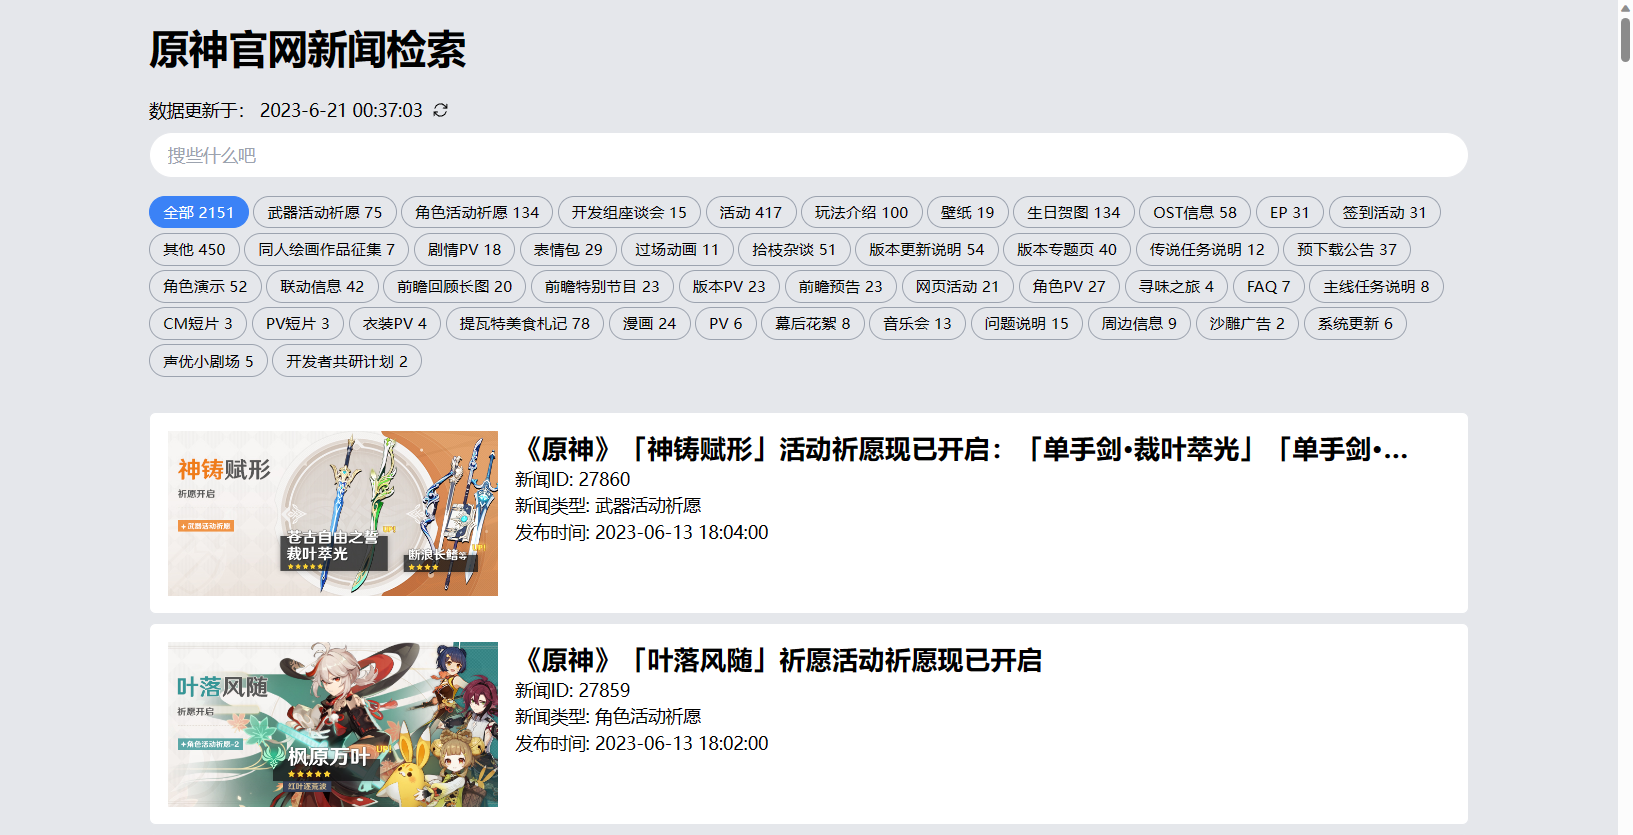 原神官网新闻检索
数据更新于： 2023-6-21 00:37:03
搜些什么吧
全部 2151 武器活动祈愿 75 角色活动祈愿 134 开发组座谈会 15 活动 417 玩法介绍 100 壁纸 19 生日贺图 134 OST信息 58 EP 31 签到活动 31
其他 450 同人绘画作品征集 7 剧情PV 18 表情包 29 过场动画 11 拾枝杂谈 51 版本更新说明 54 版本专题页 40 传说任务说明 12 预下载公告 37
角色演示 52 联动信息 42 前瞻回顾长图 20 前瞻特别节目 23 版本PV 23 前瞻预告 23 网页活动 21 角色PV 27 寻味之旅 4 FAQ 7 主线任务说明 8
CM短片 3 PV短片 3 衣装PV 4 提瓦特美食札记 78 漫画 24 PV 6 幕后花絮 8 音乐会 13 问题说明 15 周边信息 9 沙雕广告 2 系统更新 6
声优小剧场 5 开发者共研计划 2
神铸赋形
祈愿开启
+武器活动祈愿
苍古自由之誓
裁叶萃光
UP!
断浪长鳍等
UP!
《原神》「神铸赋形」活动祈愿现已开启：「单手剑·裁叶萃光」「单手剑·...
新闻ID: 27860
新闻类型: 武器活动祈愿
发布时间: 2023-06-13 18:04:00
叶落风随
祈愿开启
+角色活动祈愿-2
枫原万叶
UP!
红叶逐荒波
《原神》「叶落风随」祈愿活动祈愿现已开启
新闻ID: 27859
新闻类型: 角色活动祈愿
发布时间: 2023-06-13 18:02:00